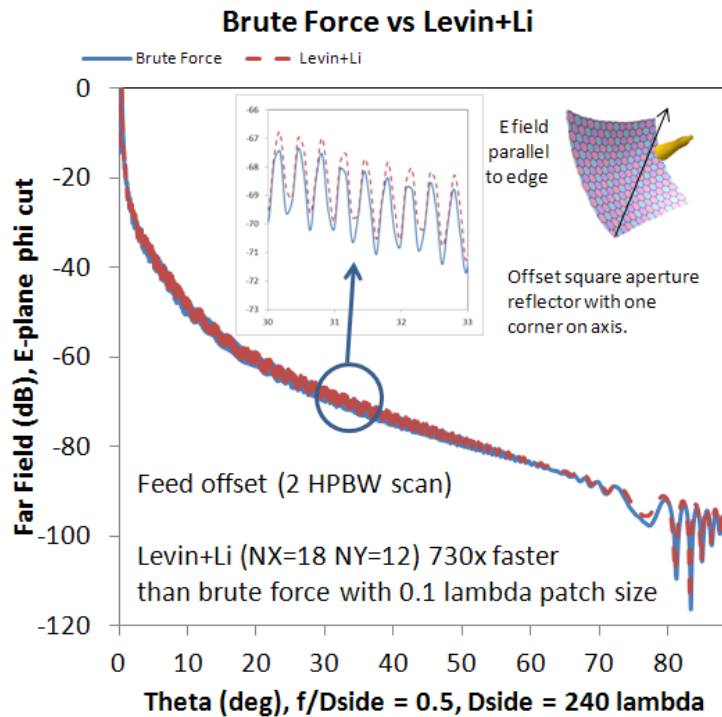 Brute Force vs Levin+Li
Brute Force
Levin+Li
0
-20
-40
-60
-80
-100
-120
Far Field (dB), E-plane phi cut
-66
-67
-68
-69
-70
-71
-72
-73
30
31
31
32
32
33
33
E field
parallel
to edge
Offset square aperture
reflector with one
corner on axis.
Feed offset (2 HPBW scan)
Levin+Li (NX=18 NY=12) 730x faster
than brute force with 0.1 lambda patch size
0 10 20 30 40 50 60 70 80
Theta (deg), f/Dside = 0.5, Dside = 240 lambda